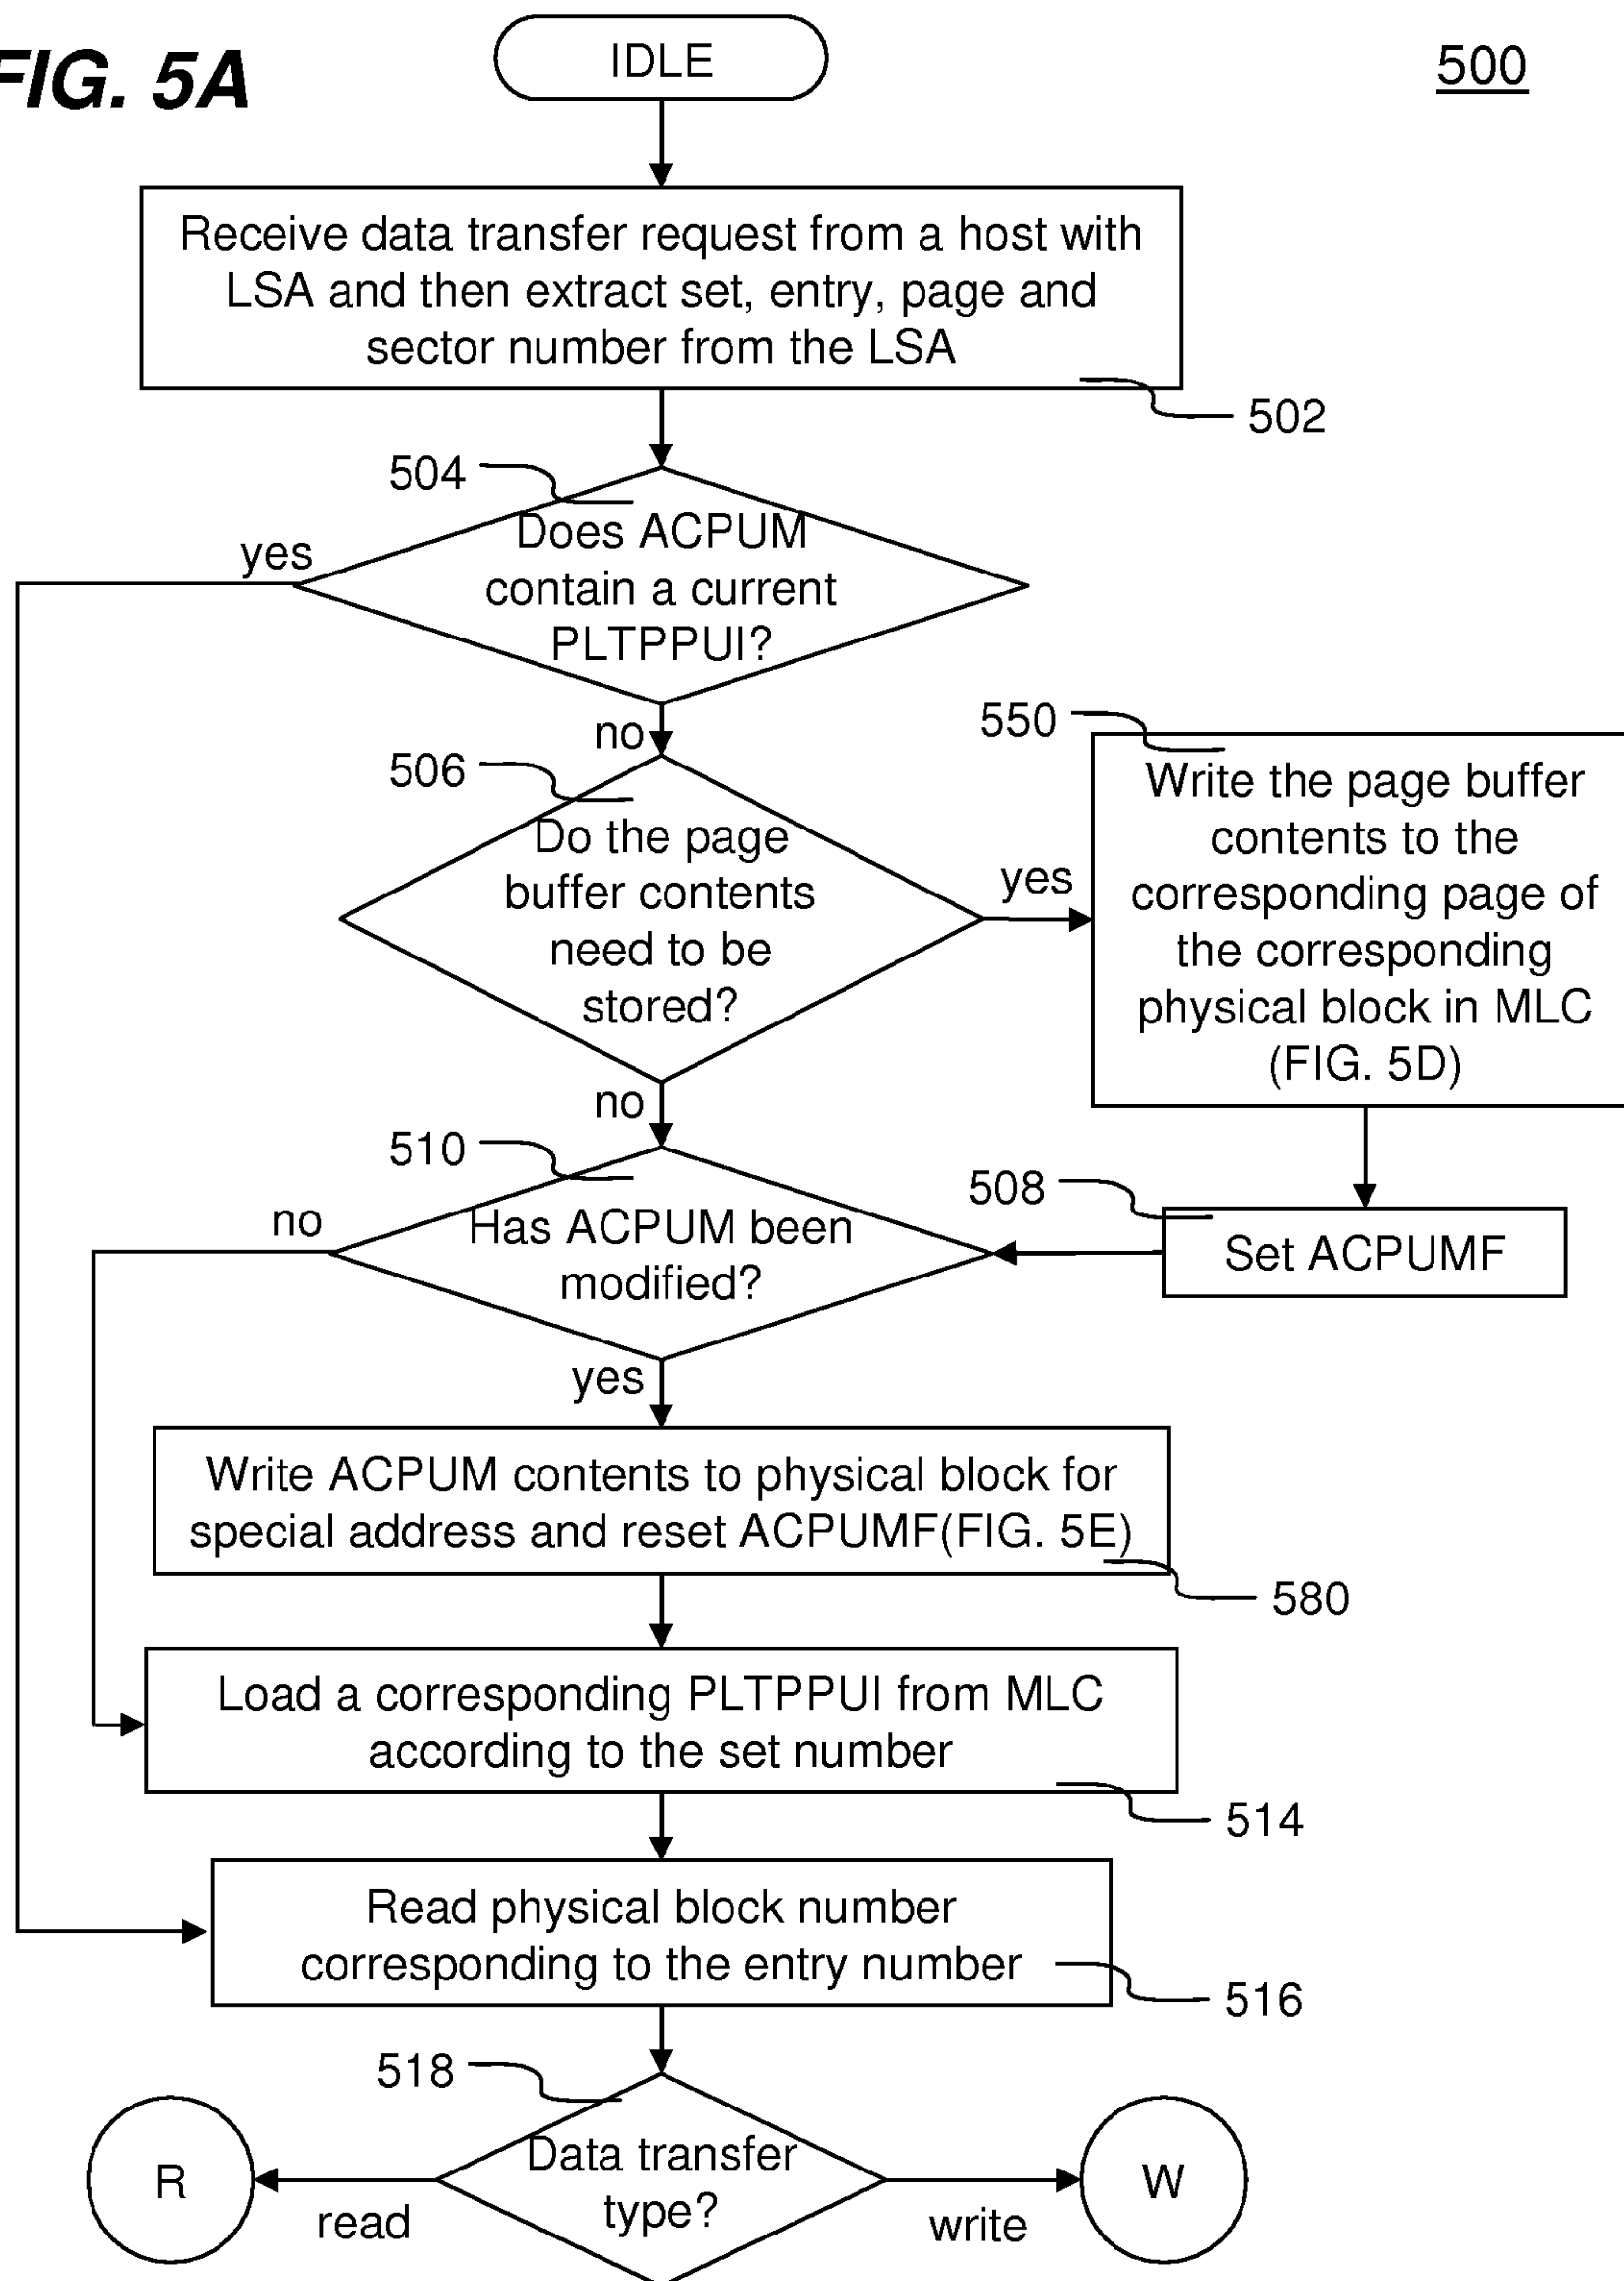 FIG. 5A
IDLE
500
Receive data transfer request from a host with
LSA and then extract set, entry, page and
sector number from the LSA
502
504
Does ACPUM
contain a current
PLTPPUI?
yes
no
506
Do the page
buffer contents
need to be
stored?
yes
no
550
Write the page buffer
contents to the
corresponding page of
the corresponding
physical block in MLC
(FIG. 5D)
508
Set ACPUMF
510
Has ACPUM been
modified?
no
yes
Write ACPUM contents to physical block for
special address and reset ACPUMF(FIG. 5E)
580
Load a corresponding PLTPPUI from MLC
according to the set number
514
Read physical block number
corresponding to the entry number
516
518
Data transfer
type?
read
write
R
W